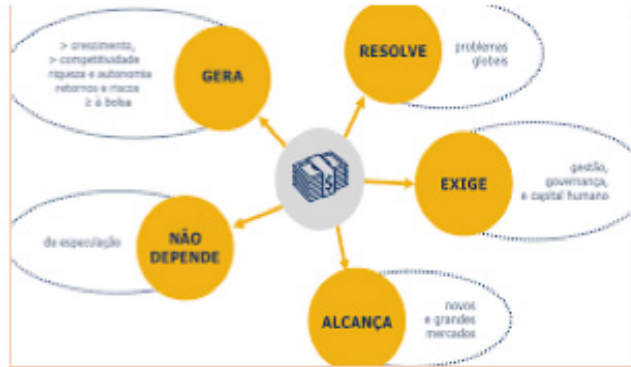 > crescimento,
> competitividade
riqueza e autonomia
retornos e riscos
≥ à bolsa
GERA
RESOLVE
problemas
globais
EXIGE
gestão,
governança,
e capital humano
de especulação
NÃO
DEPENDE
$
ALCANÇA
novos
e grandes
mercados